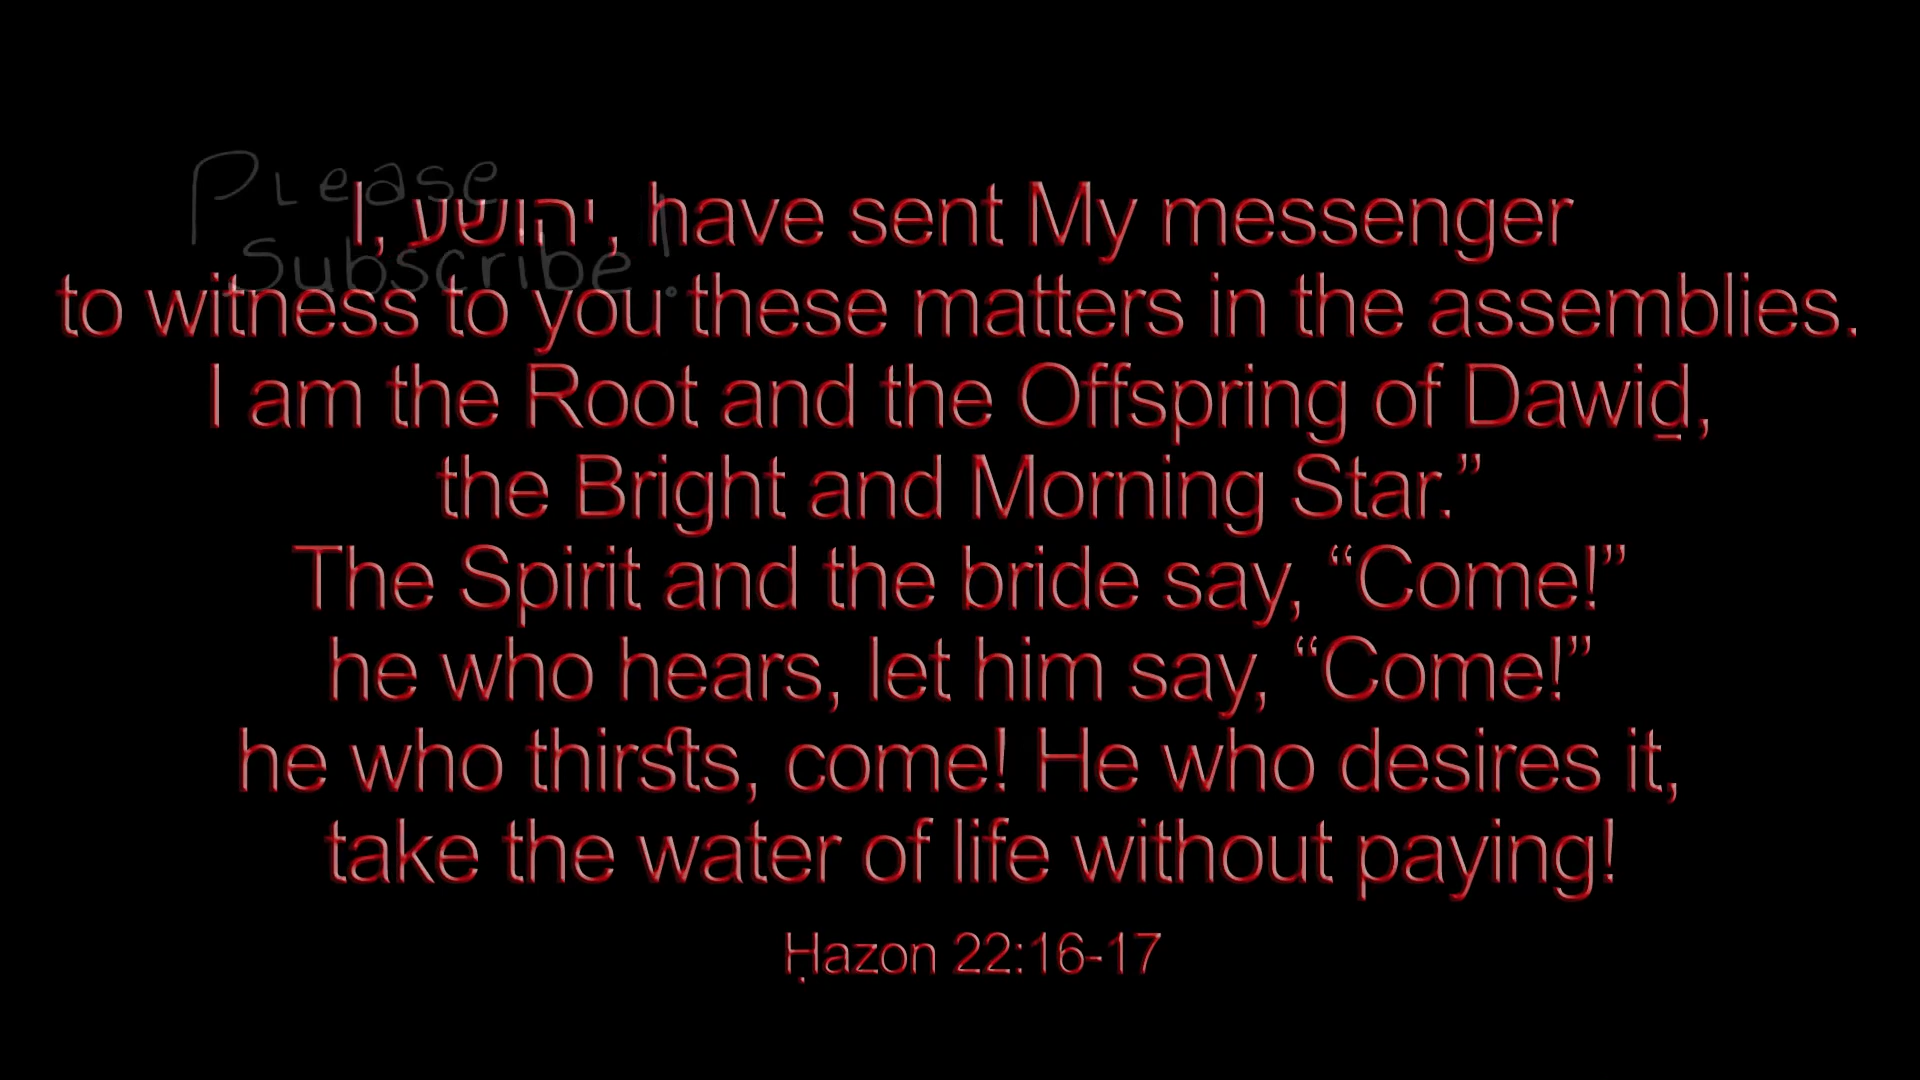 Please
Subscribe!
I, יהושע, have sent My messenger
to witness to you these matters in the assemblies.
I am the Root and the Offspring of Dawiḏ,
the Bright and Morning Star.”
The Spirit and the bride say, “Come!”
he who hears, let him say, “Come!”
he who thirsts, come! He who desires it,
take the water of life without paying!
Ḥazon 22:16-17